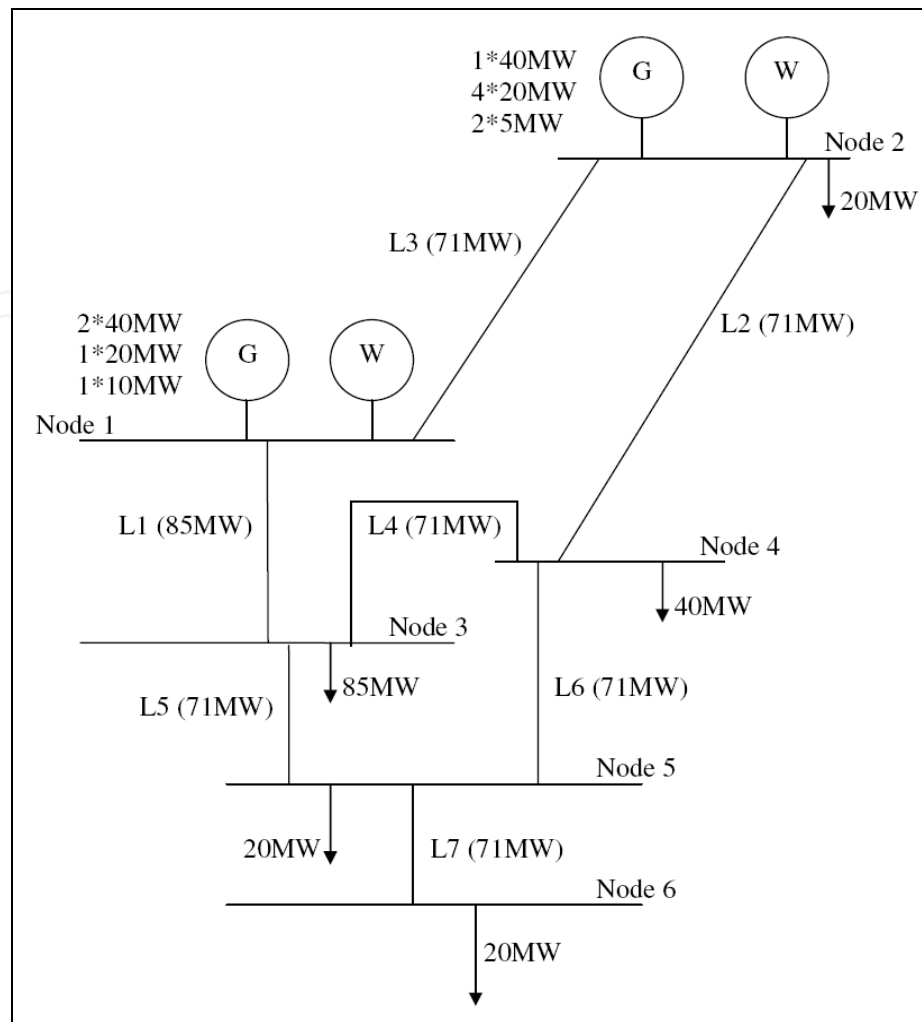 1*40MW
4*20MW
2*5MW
G
W
Node 2
20MW
L3 (71MW)
L2 (71MW)
2*40MW
1*20MW
1*10MW
G
W
Node 1
L1 (85MW)
L4 (71MW)
Node 4
40MW
Node 3
85MW
L5 (71MW)
L6 (71MW)
Node 5
20MW
L7 (71MW)
Node 6
20MW